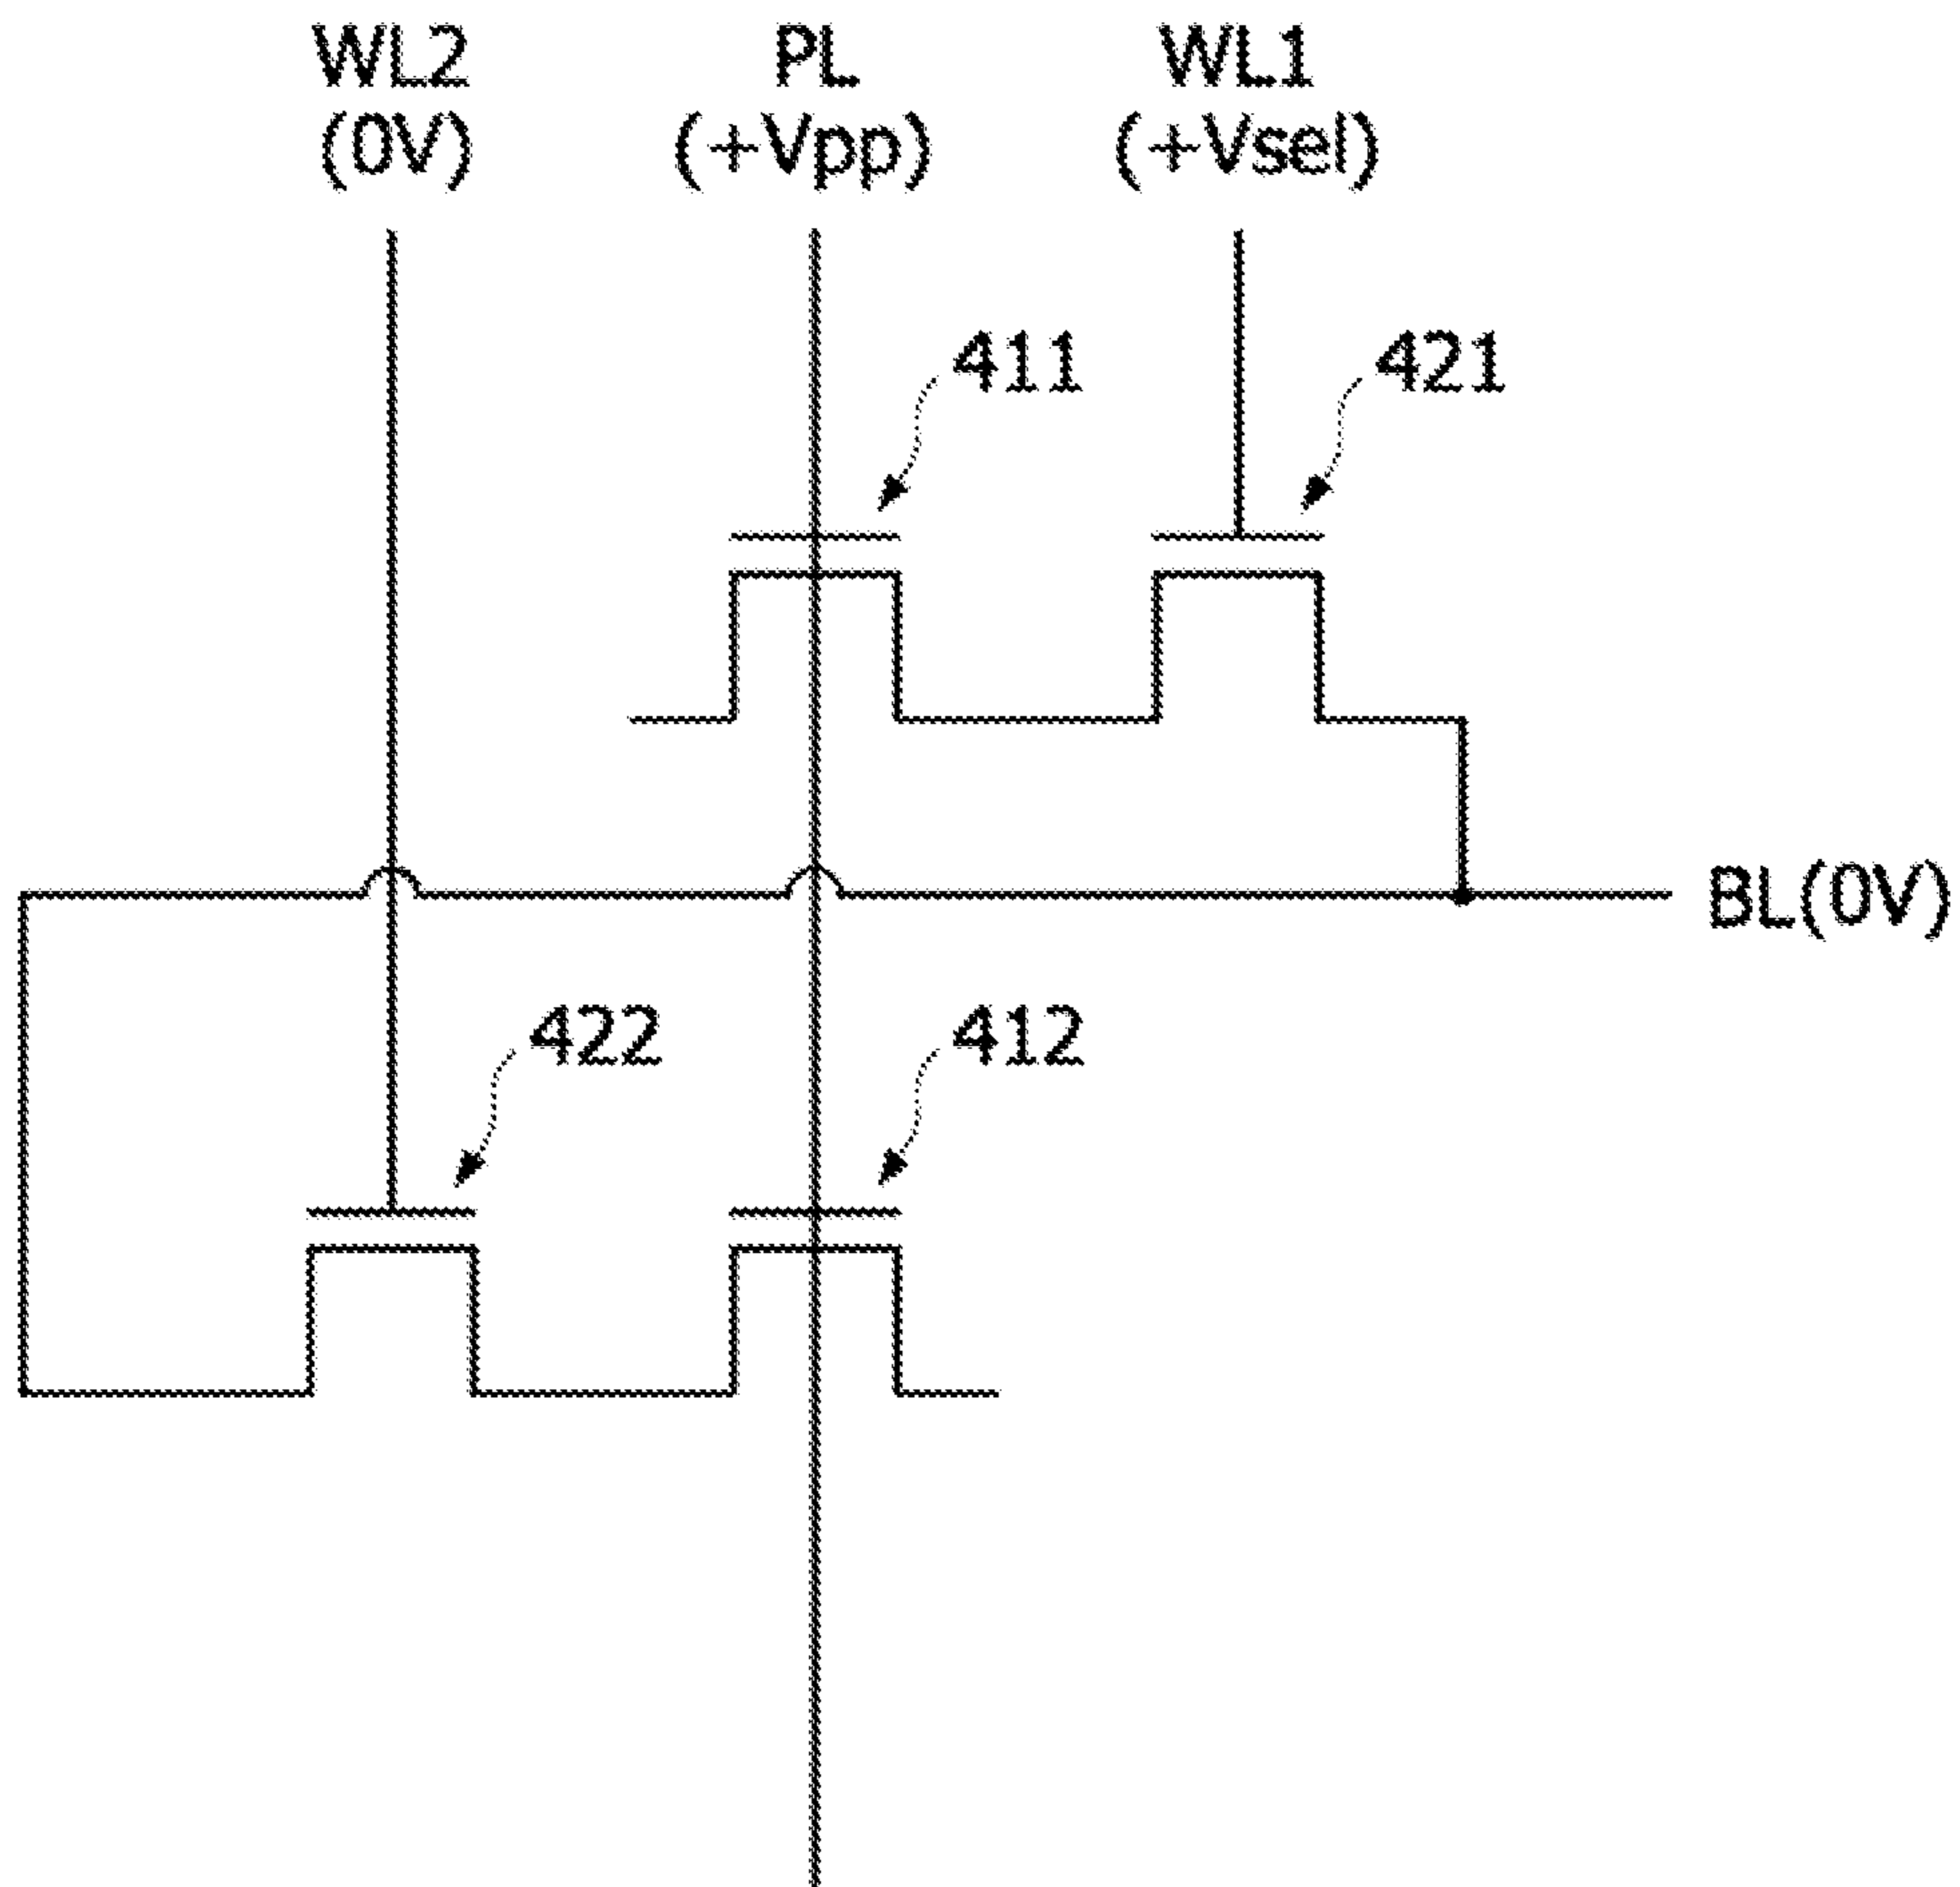 WL2 PL WL1
(0V) (+Vpp) (+Vsel)
411 421
BL(0V)
422 412